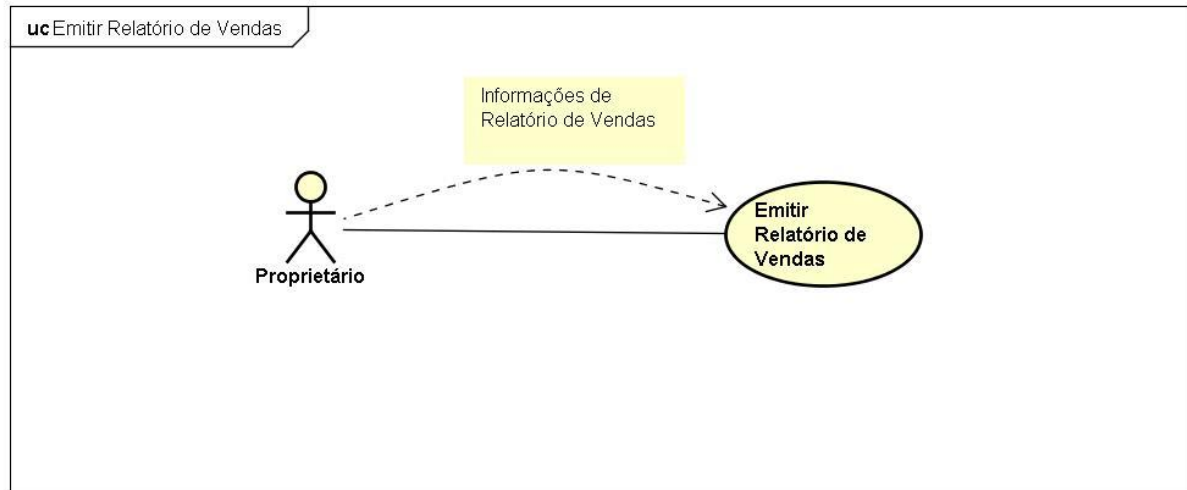 uc Emitir Relatório de Vendas
Informações de
Relatório de Vendas
Proprietário
Emitir
Relatório de
Vendas